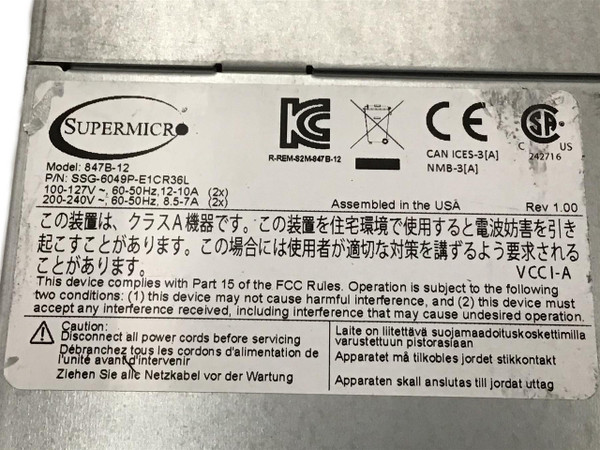 SUPERMICRO
Model: 847B-12
P/N: SSG-6049P-E1CR36L
100-127V ~, 60-50Hz, 12-10A (2x)
200-240V ~, 60-50Hz, 8.5-7A (2x)
R-REM-S2M-847B-12
CAN ICES-3[A]
NMB-3[A]
C US
242716
Assembled in the USA
Rev 1.00
この装置は、クラスA機器です。この装置を住宅環境で使用すると電波妨害を引き
起こすことがあります。この場合には使用者が適切な対策を講ずるよう要求される
ことがあります。
VCCI-A
This device complies with Part 15 of the FCC Rules. Operation is subject to the following
two conditions: (1) this device may not cause harmful interference, and (2) this device must
accept any interference received, including interference that may cause undesired operation.
Caution:
Disconnect all power cords before servicing
Débranchez tous les cordons d'alimentation de
l'unité avant d'intervenir
Ziehen Sie alle Netzkabel vor der Wartung
Laite on liitettävä suojamaadoituskoskettimilla
varustettuun pistorasiaan
Apparatet må tilkobles jordet stikkontakt
Apparaten skall anslutas till jordat uttag